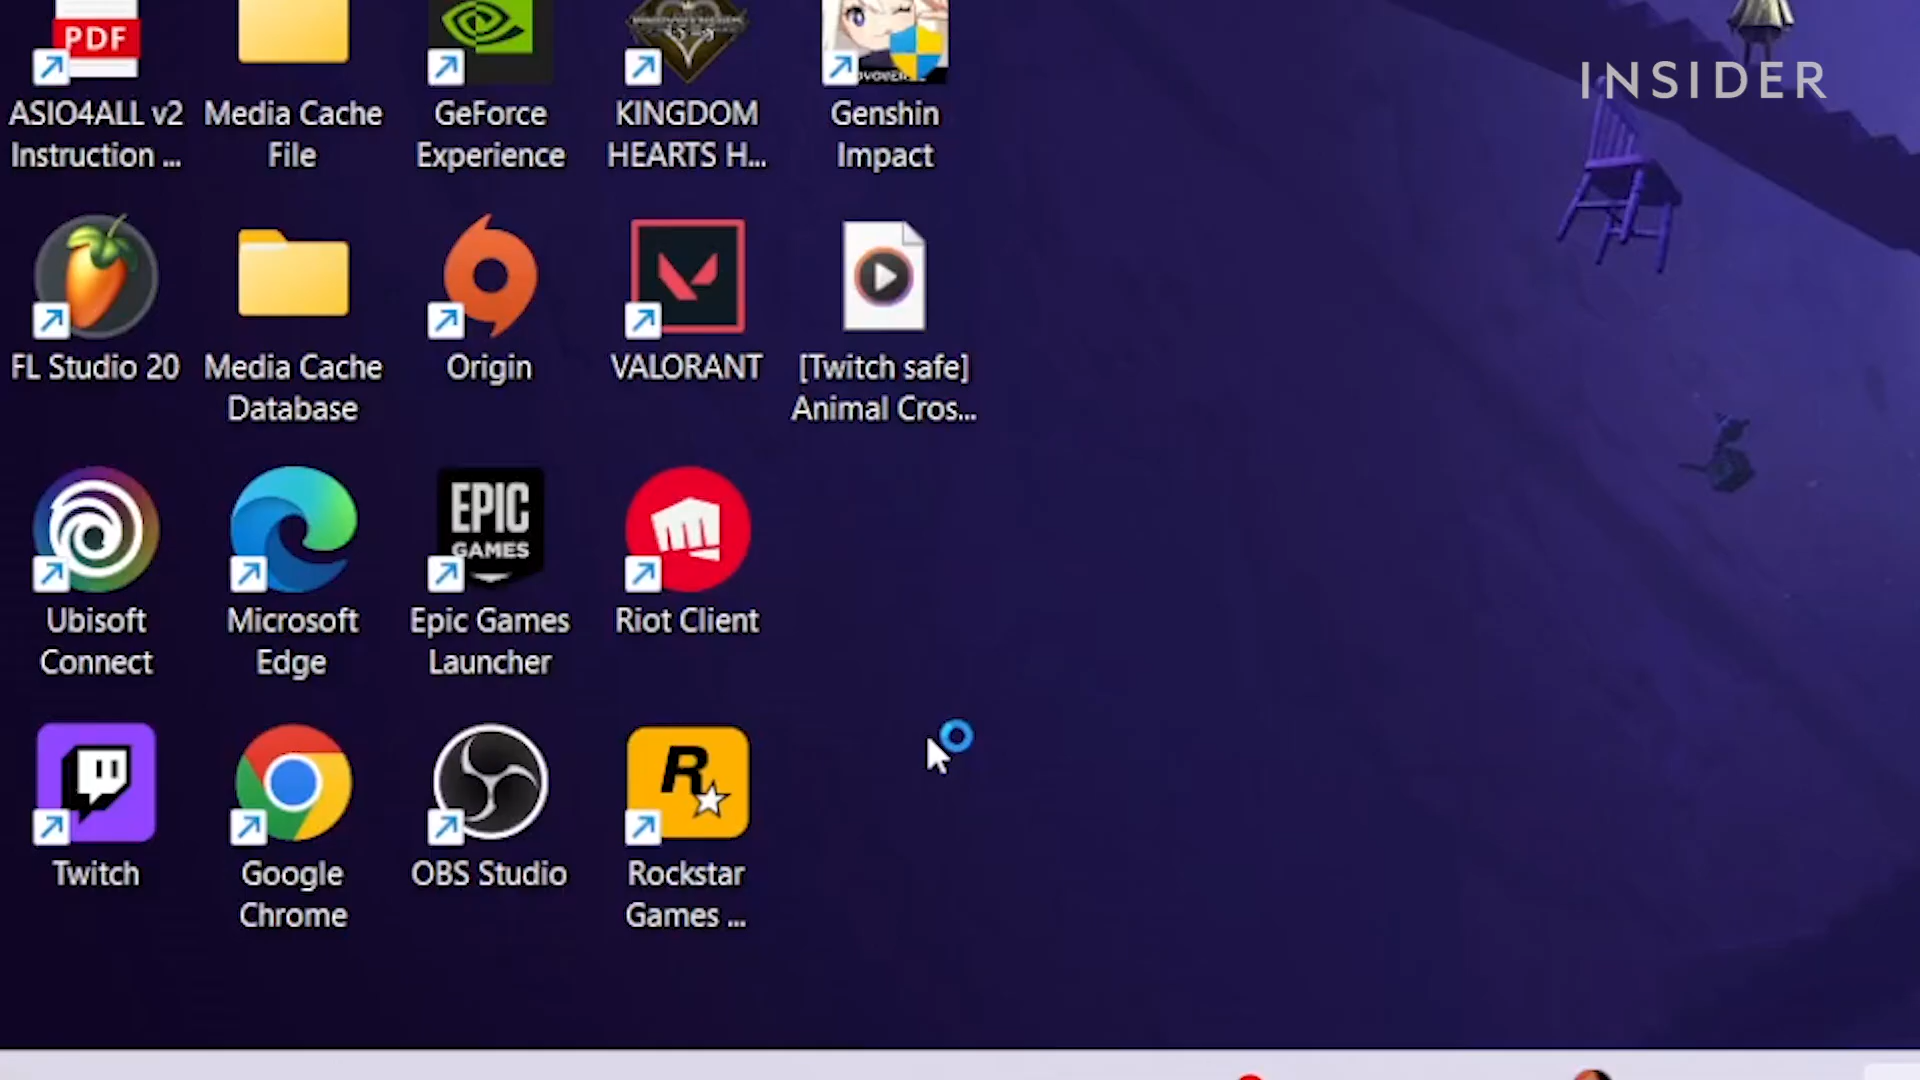 INSIDER
PDF
ASIO4ALL v2
Instruction ...
Media Cache
File
GeForce
Experience
KINGDOM
HEARTS H...
Genshin
Impact
FL Studio 20
Media Cache
Database
Origin
VALORANT
[Twitch safe]
Animal Cros...
Ubisoft
Connect
Microsoft
Edge
EPIC
GAMES
Epic Games
Launcher
Riot Client
Twitch
Google
Chrome
OBS Studio
R
Rockstar
Games ...